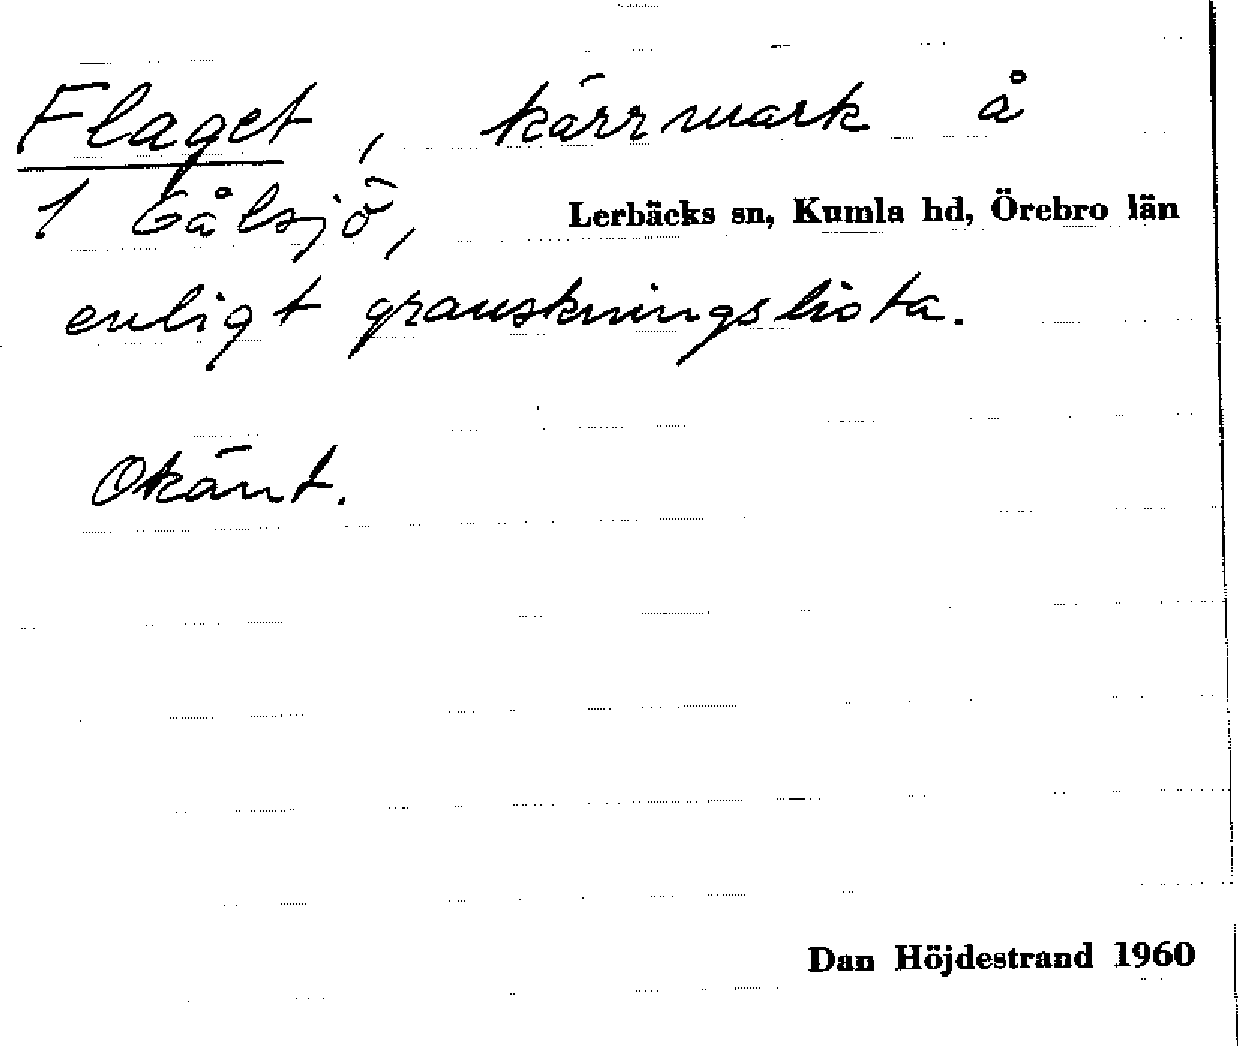 Flaget, kärrmark å
1 Bålsjö, Lerbäcks sn, Kumla hd, Örebro län
enligt granskningslista.
Okänt.
Dan Höjdestrand 1960